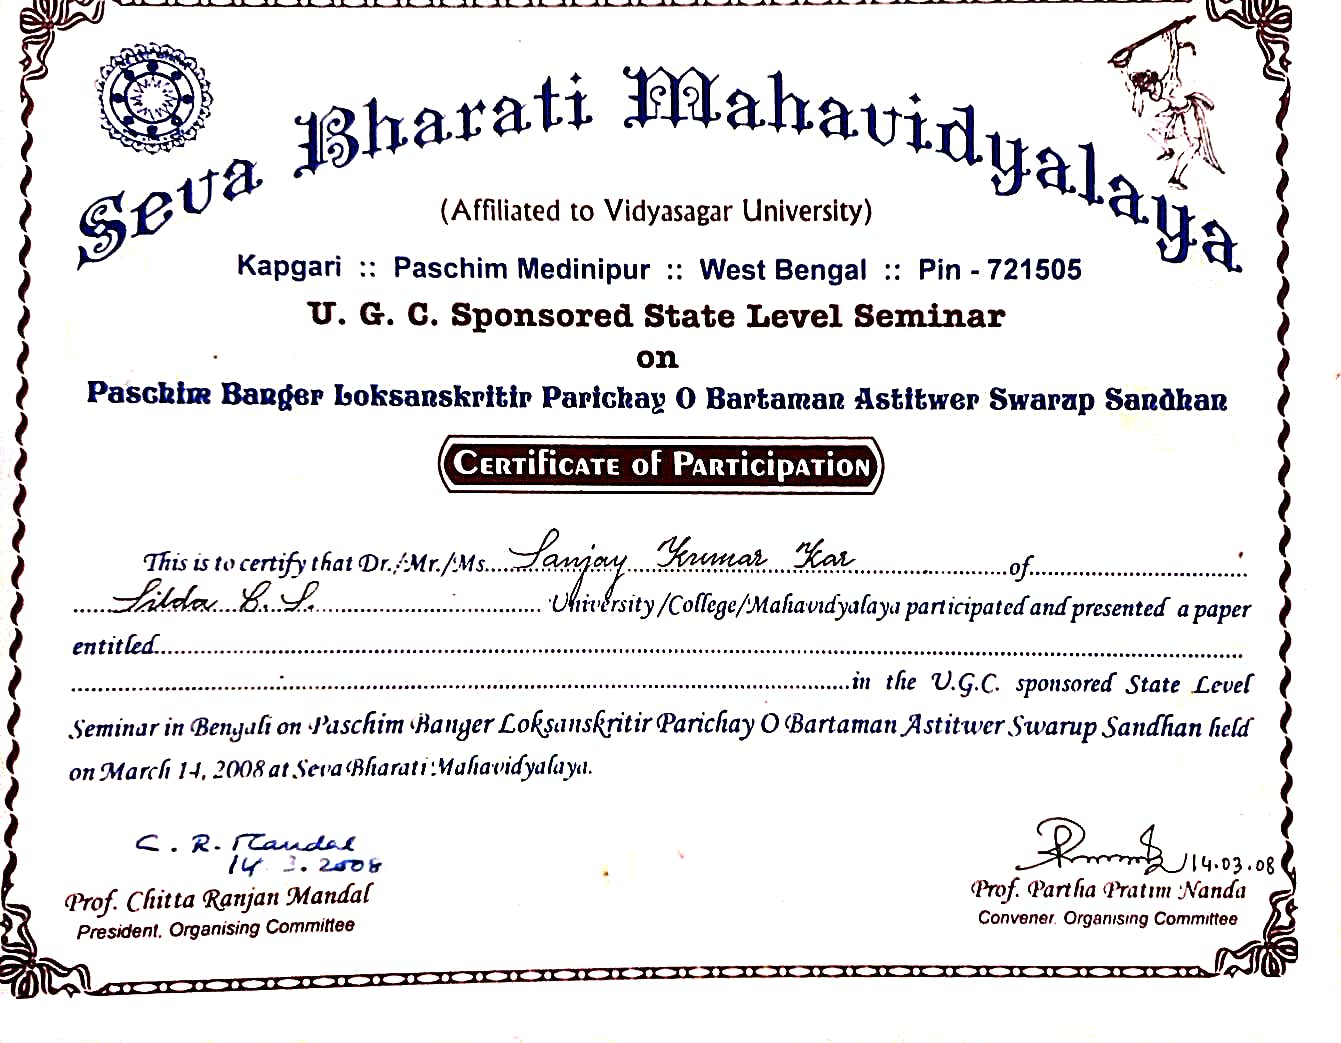 Seva Bharati Mahavidyalaya
(Affiliated to Vidyasagar University)
Kapgari :: Paschim Medinipur :: West Bengal :: Pin - 721505
U. G. C. Sponsored State Level Seminar
on
Paschim Banger Loksanskritir Parichay O Bartaman Astitwer Swarup Sandhan
Certificate of Participation
This is to certify that Dr./Mr./Ms. Sanjay Kumar Kar of
Silda C. S. University/College/Mahavidyalaya participated and presented a paper
entitled
in the U.G.C. sponsored State Level
Seminar in Bengali on Paschim Banger Loksanskritir Parichay O Bartaman Astitwer Swarup Sandhan held
on March 14, 2008 at Seva Bharati Mahavidyalaya.
C. R. Mandal
14.3.2008
14.03.08
Prof. Chitta Ranjan Mandal
Prof. Partha Pratim Nanda
President, Organising Committee
Convener, Organising Committee